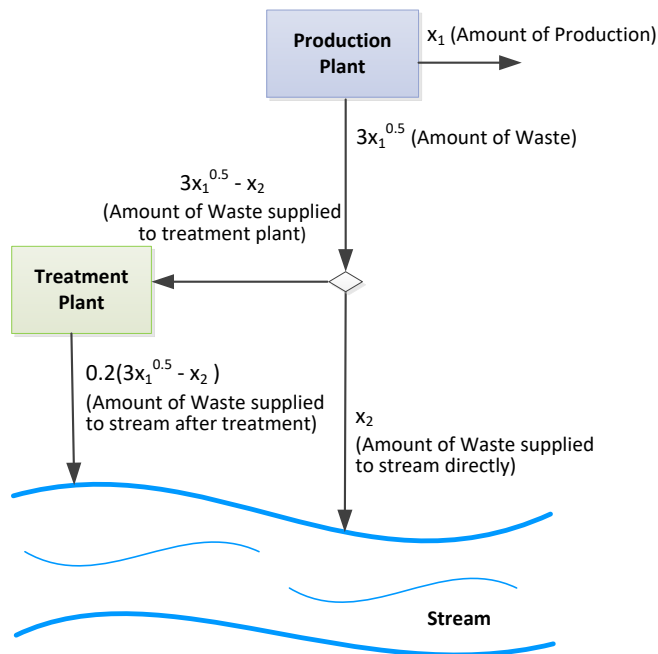 Production
Plant
x₁ (Amount of Production)
3x₁^0.5 (Amount of Waste)
3x₁^0.5 - x₂
(Amount of Waste supplied
to treatment plant)
Treatment
Plant
0.2(3x₁^0.5 - x₂ )
(Amount of Waste supplied
to stream after treatment)
x₂
(Amount of Waste supplied
to stream directly)
Stream